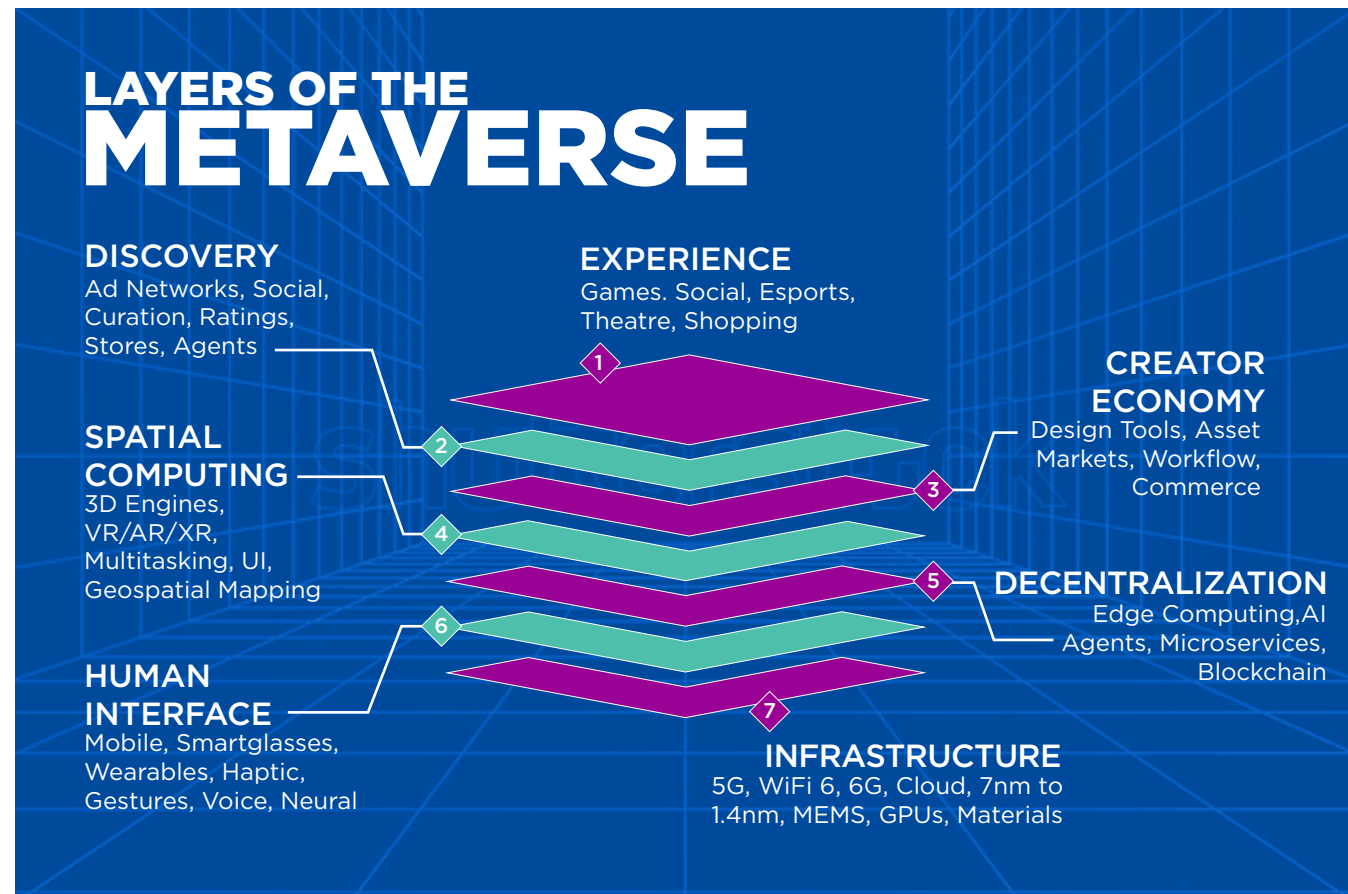 LAYERS OF THE
METAVERSE
DISCOVERY
Ad Networks, Social,
Curation, Ratings,
Stores, Agents
EXPERIENCE
Games. Social, Esports,
Theatre, Shopping
1
CREATOR
ECONOMY
Design Tools, Asset
Markets, Workflow,
Commerce
2
3
SPATIAL
COMPUTING
3D Engines,
VR/AR/XR,
Multitasking, UI,
Geospatial Mapping
4
5
DECENTRALIZATION
Edge Computing,AI
Agents, Microservices,
Blockchain
6
HUMAN
INTERFACE
Mobile, Smartglasses,
Wearables, Haptic,
Gestures, Voice, Neural
7
INFRASTRUCTURE
5G, WiFi 6, 6G, Cloud, 7nm to
1.4nm, MEMS, GPUs, Materials